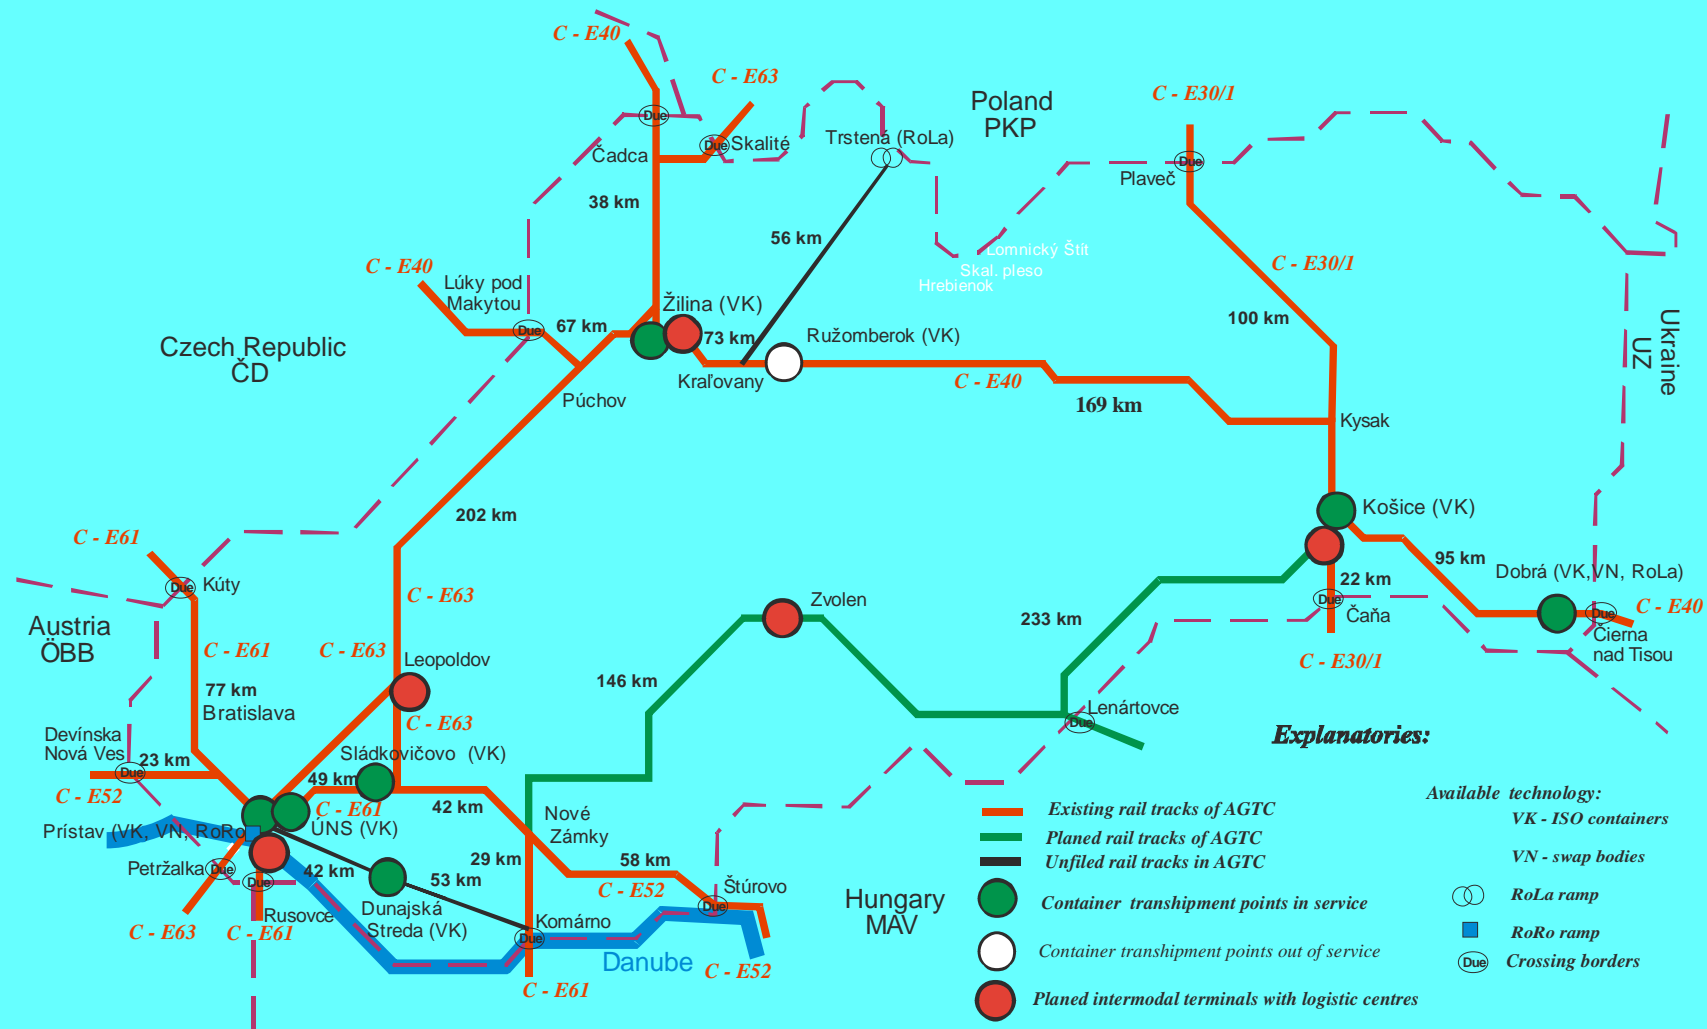 C - E40
C - E63
Poland
PKP
C - E30/1
Due
Due
Skalité
Trstená (RoLa)
Čadca
Due
Plaveč
38 km
56 km
Lomnický Štít
Skal. pleso
Hrebienok
C - E40
Lúky pod
Makytou
Due
67 km
Žilina (VK)
73 km
Ružomberok (VK)
C - E30/1
100 km
Ukraine
UZ
Czech Republic
ČD
Kraľovany
C - E40
169 km
Púchov
Kysak
202 km
Košice (VK)
C - E61
Due
Kúty
C - E63
22 km
95 km
Dobrá (VK,VN, RoLa)
Due
Čaňa
Due
C - E40
Čierna
nad Tisou
Austria
ÖBB
C - E61
C - E63
Leopoldov
Zvolen
233 km
C - E30/1
146 km
77 km
Bratislava
C - E63
Lenártovce
Due
Devínska
Nová Ves
23 km
Due
Sládkovičovo (VK)
49 km
C - E52
C - E61
42 km
Explanatories:
Prístav (VK, VN, RoRo
ÚNS (VK)
Nové
Zámky
Existing rail tracks of AGTC
Planed rail tracks of AGTC
Unfiled rail tracks in AGTC
Container transhipment points in service
Container transhipment points out of service
Planed intermodal terminals with logistic centres
Available technology:
VK - ISO containers
VN - swap bodies
RoLa ramp
RoRo ramp
Due
Crossing borders
Petržalka
Due
Due
42 km
53 km
29 km
58 km
C - E52
Štúrovo
Due
Hungary
MAV
Rusovce
Dunajská
Streda (VK)
Komárno
Due
C - E63
C - E61
Danube
C - E52
C - E61